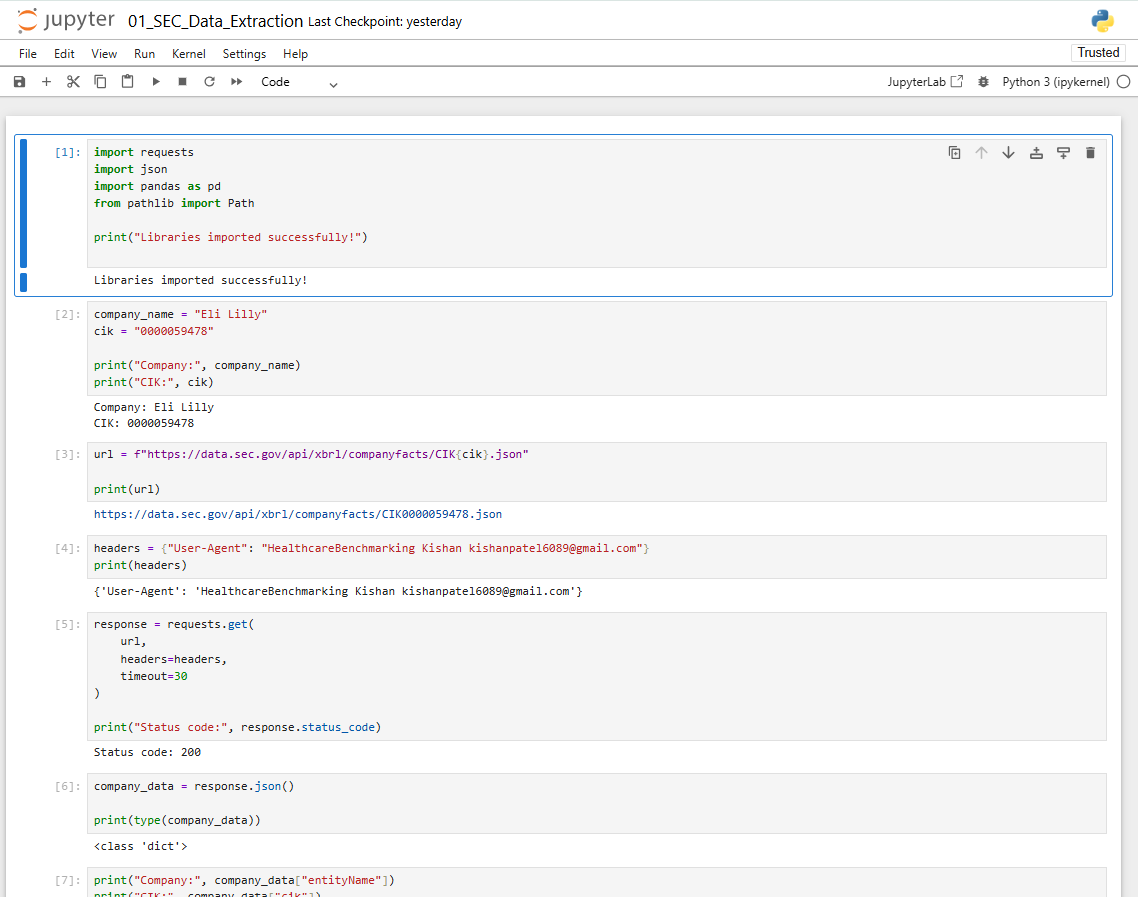 jupyter 01_SEC_Data_Extraction Last Checkpoint: yesterday
File Edit View Run Kernel Settings Help
Trusted
Code
JupyterLab
Python 3 (ipykernel)
[1]:
import requests
import json
import pandas as pd
from pathlib import Path
print("Libraries imported successfully!")
Libraries imported successfully!
[2]:
company_name = "Eli Lilly"
cik = "0000059478"
print("Company:", company_name)
print("CIK:", cik)
Company: Eli Lilly
CIK: 0000059478
[3]:
url = f"https://data.sec.gov/api/xbrl/companyfacts/CIK{cik}.json"
print(url)
https://data.sec.gov/api/xbrl/companyfacts/CIK0000059478.json
[4]:
headers = {"User-Agent": "HealthcareBenchmarking Kishan kishanpatel6089@gmail.com"}
print(headers)
{'User-Agent': 'HealthcareBenchmarking Kishan kishanpatel6089@gmail.com'}
[5]:
response = requests.get(
    url,
    headers=headers,
    timeout=30
)
print("Status code:", response.status_code)
Status code: 200
[6]:
company_data = response.json()
print(type(company_data))
<class 'dict'>
[7]:
print("Company:", company_data["entityName"])
print("CIK:", company_data["cik"])